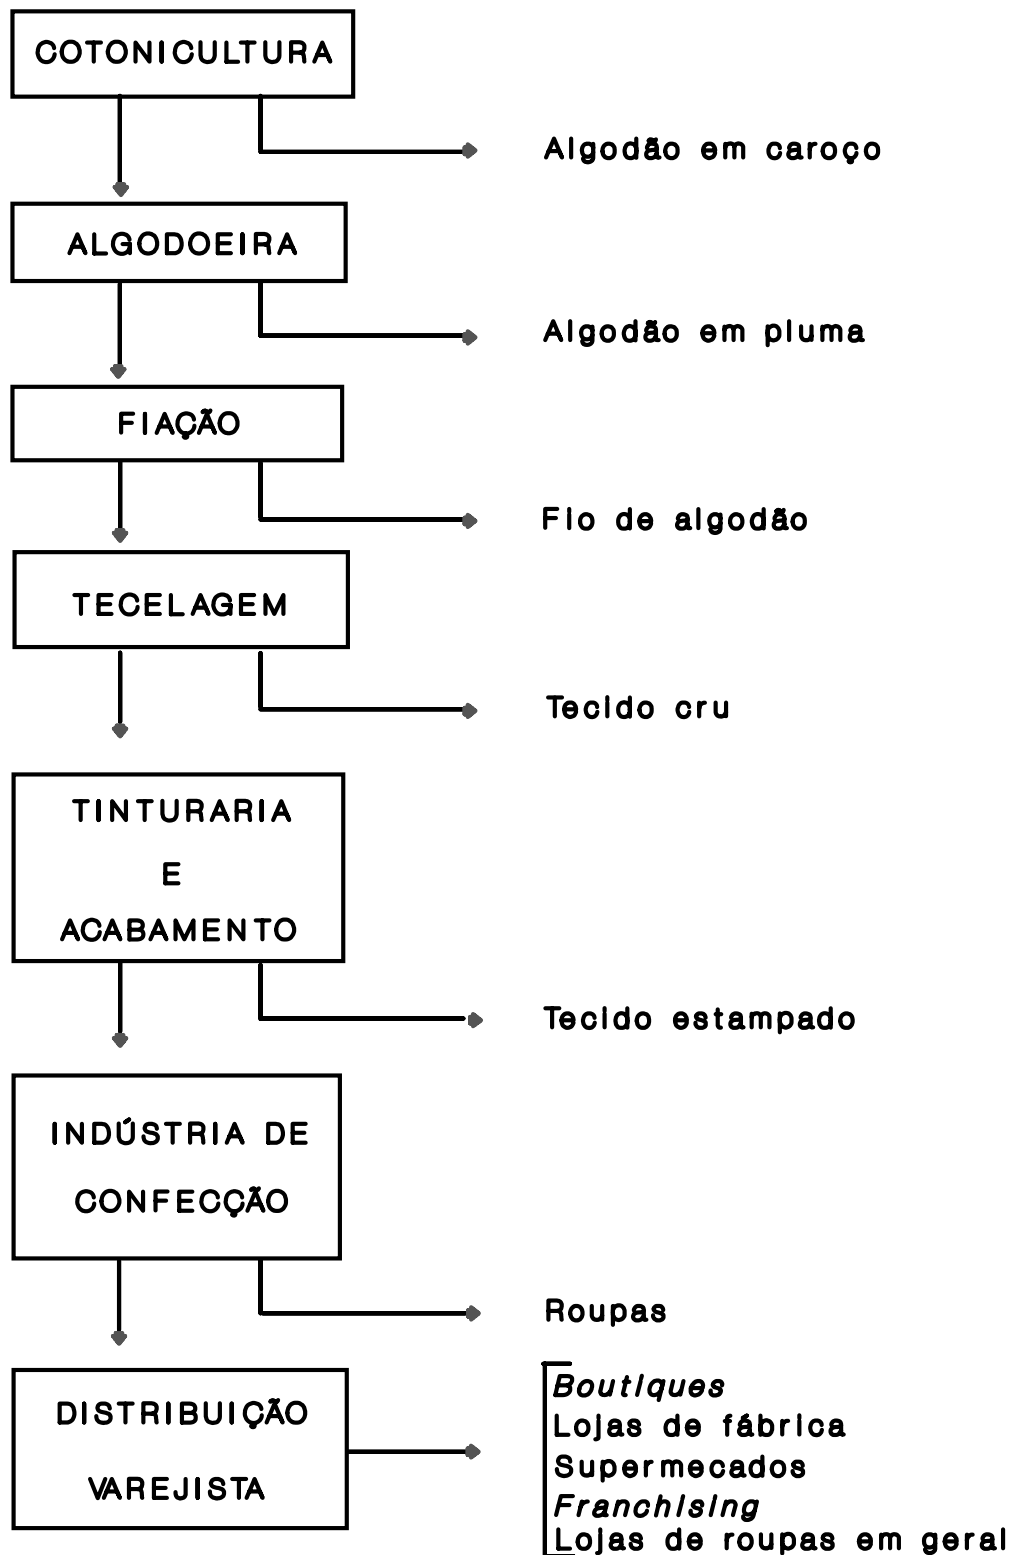 COTONICULTURA
Algodão em caroço
ALGODOEIRA
Algodão em pluma
FIAÇÃO
Fio de algodão
TECELAGEM
Tecido cru
TINTURARIA
E
ACABAMENTO
Tecido estampado
INDÚSTRIA DE
CONFECÇÃO
Roupas
DISTRIBUIÇÃO
VAREJISTA
Boutiques
Lojas de fábrica
Supermecados
Franchising
Lojas de roupas em geral